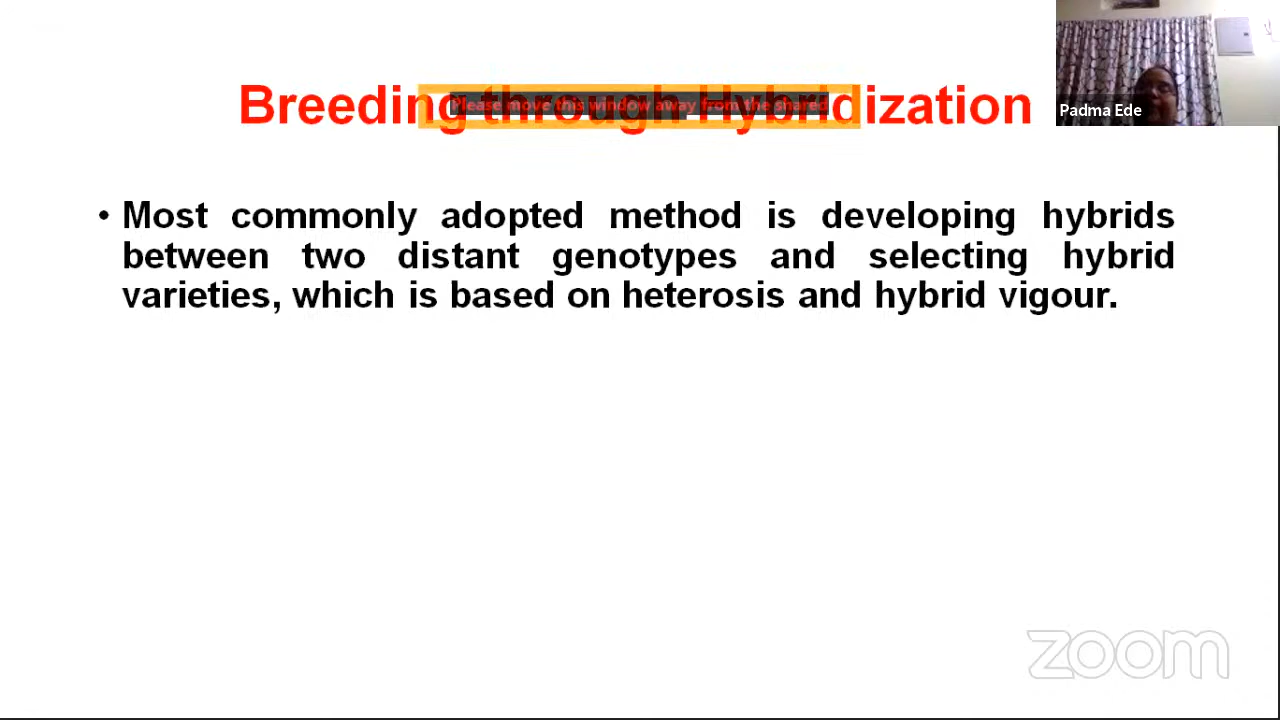 Breeding through Hybridization
Please move this window away from the shared
Padma Ede
• Most commonly adopted method is developing hybrids
between two distant genotypes and selecting hybrid
varieties, which is based on heterosis and hybrid vigour.
zoom